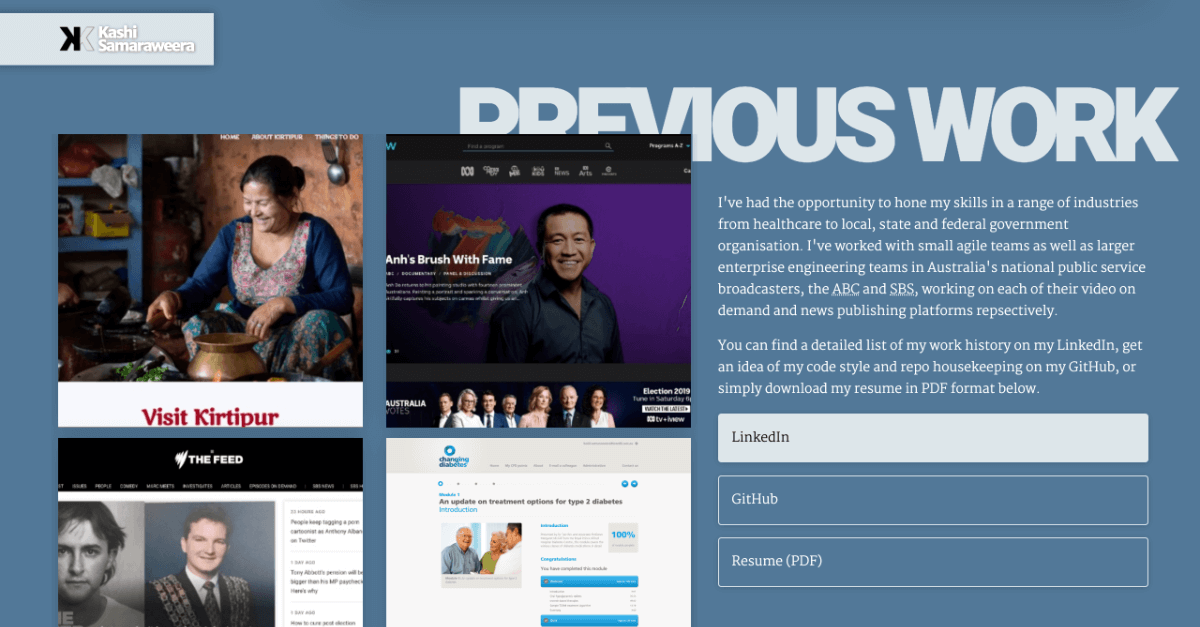 Kashi
Samaraweera
PREVIOUS WORK
HOME ABOUT KIRTIPUR THINGS TO DO
Visit Kirtipur
Find a program
Programs A-Z
NEWS
Arts
Anh's Brush With Fame
ABC / DOCUMENTARY / PANEL & DISCUSSION
AUSTRALIA
VOTES
Election 2019
Tune in Saturday 6p
WATCH THE LATEST
tv+iview
I've had the opportunity to hone my skills in a range of industries
from healthcare to local, state and federal government
organisation. I've worked with small agile teams as well as larger
enterprise engineering teams in Australia's national public service
broadcasters, the ABC and SBS, working on each of their video on
demand and news publishing platforms repsectively.
You can find a detailed list of my work history on my LinkedIn, get
an idea of my code style and repo housekeeping on my GitHub, or
simply download my resume in PDF format below.
LinkedIn
GitHub
Resume (PDF)
THE FEED
ISSUES PEOPLE COMEDY MARC MEETS INVESTIGATES ARTICLES EPISODES ON DEMAND SBS NEWS
23 HOURS AGO
People keep tagging a porn
cartoonist as Anthony Alban
on Twitter
1 DAY AGO
Tony Abbott's pension will be
bigger than his MP paycheck
Here's why
1 DAY AGO
How to cure post election
changing
diabetes
Module 1
An update on treatment options for type 2 diabetes
Introduction
Introduction
100%
Congratulations
You have completed this module